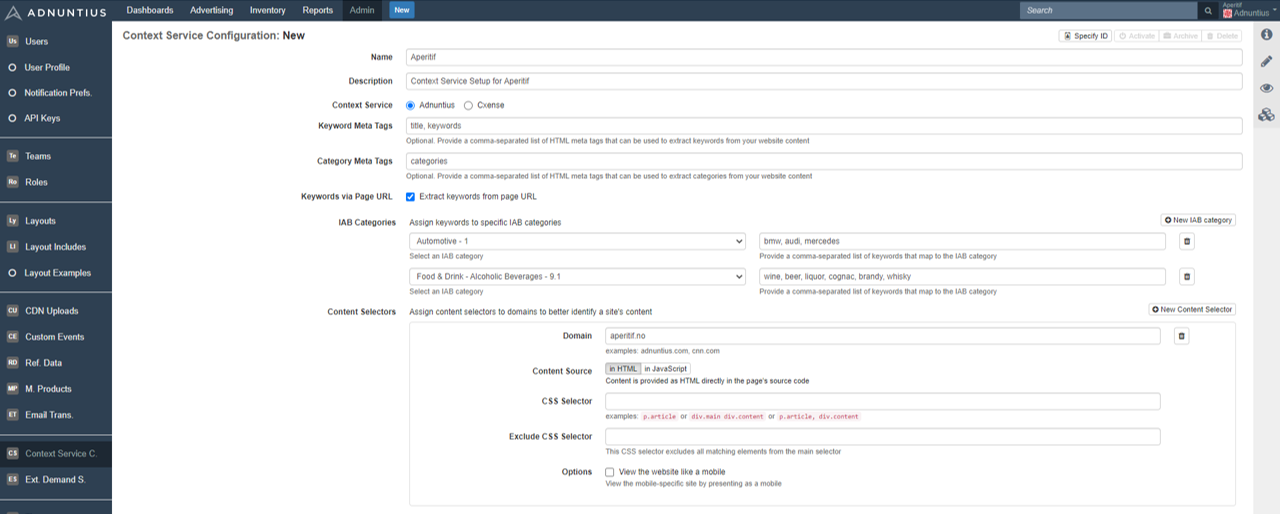 ADNUNTIUS
Dashboards Advertising Inventory Reports Admin New
Search
Aperitif
Adnuntius
Us Users
User Profile
Notification Prefs.
API Keys
Te Teams
Ro Roles
Ly Layouts
LI Layout Includes
Layout Examples
CU CDN Uploads
CE Custom Events
RD Ref. Data
MP M. Products
ET Email Trans.
CS Context Service C.
ES Ext. Demand S.
Context Service Configuration: New
Specify ID Activate Archive Delete
Name Aperitif
Description Context Service Setup for Aperitif
Context Service Adnuntius Cxense
Keyword Meta Tags title, keywords
Optional. Provide a comma-separated list of HTML meta tags that can be used to extract keywords from your website content
Category Meta Tags categories
Optional. Provide a comma-separated list of HTML meta tags that can be used to extract categories from your website content
Keywords via Page URL Extract keywords from page URL
IAB Categories Assign keywords to specific IAB categories New IAB category
Automotive - 1 bmw, audi, mercedes
Select an IAB category Provide a comma-separated list of keywords that map to the IAB category
Food & Drink - Alcoholic Beverages - 9.1 wine, beer, liquor, cognac, brandy, whisky
Select an IAB category Provide a comma-separated list of keywords that map to the IAB category
Content Selectors Assign content selectors to domains to better identify a site's content New Content Selector
Domain aperitif.no
examples: adnuntius.com, cnn.com
Content Source in HTML in JavaScript
Content is provided as HTML directly in the page's source code
CSS Selector
examples: p.article or div.main div.content or p.article, div.content
Exclude CSS Selector
This CSS selector excludes all matching elements from the main selector
Options View the website like a mobile
View the mobile-specific site by presenting as a mobile